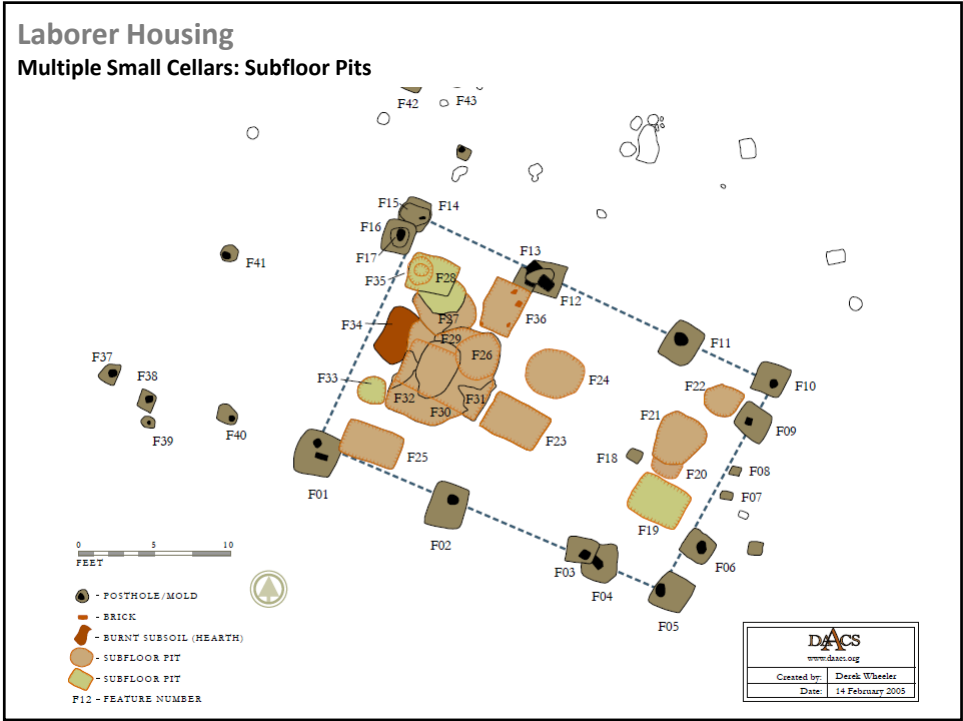 Laborer Housing
Multiple Small Cellars: Subfloor Pits
F42
F43
F15
F14
F16
F13
F17
F41
F35
F28
F12
F34
F27
F36
F29
F11
F37
F26
F38
F33
F24
F10
F22
F32
F31
F39
F40
F30
F21
F09
F25
F23
F18
F20
F08
F01
F07
F19
F02
F03
F06
F04
F05
0 5 10
FEET
- POSTHOLE/MOLD
- BRICK
- BURNT SUBSOIL (HEARTH)
- SUBFLOOR PIT
- SUBFLOOR PIT
F12 - FEATURE NUMBER
DAACS
www.daacs.org
Created by: Derek Wheeler
Date: 14 February 2005